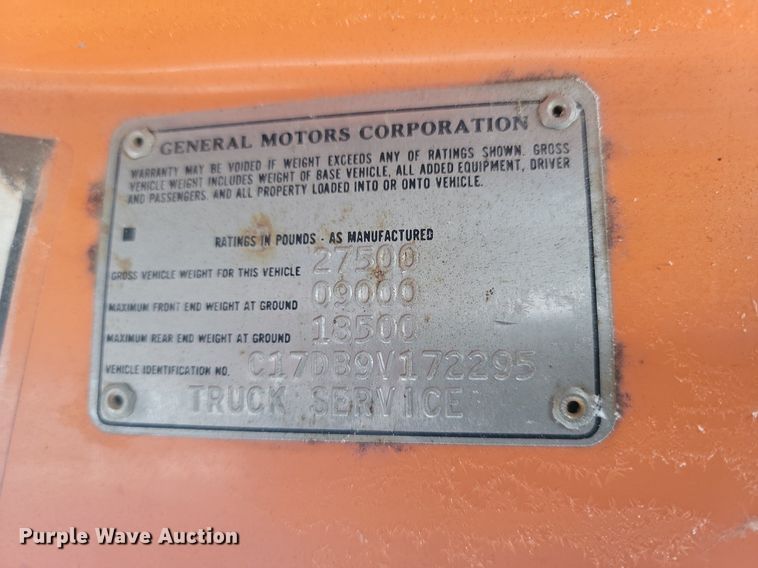 GENERAL MOTORS CORPORATION
WARRANTY MAY BE VOIDED IF WEIGHT EXCEEDS ANY OF RATINGS SHOWN. GROSS
VEHICLE WEIGHT INCLUDES WEIGHT OF BASE VEHICLE, ALL ADDED EQUIPMENT, DRIVER
AND PASSENGERS. AND ALL PROPERTY LOADED INTO OR ONTO VEHICLE.
RATINGS IN POUNDS - AS MANUFACTURED
GROSS VEHICLE WEIGHT FOR THIS VEHICLE 27500
MAXIMUM FRONT END WEIGHT AT GROUND 09000
MAXIMUM REAR END WEIGHT AT GROUND 18500
VEHICLE IDENTIFICATION NO. C17DB9V172295
TRUCK SERVICE
Purple Wave Auction